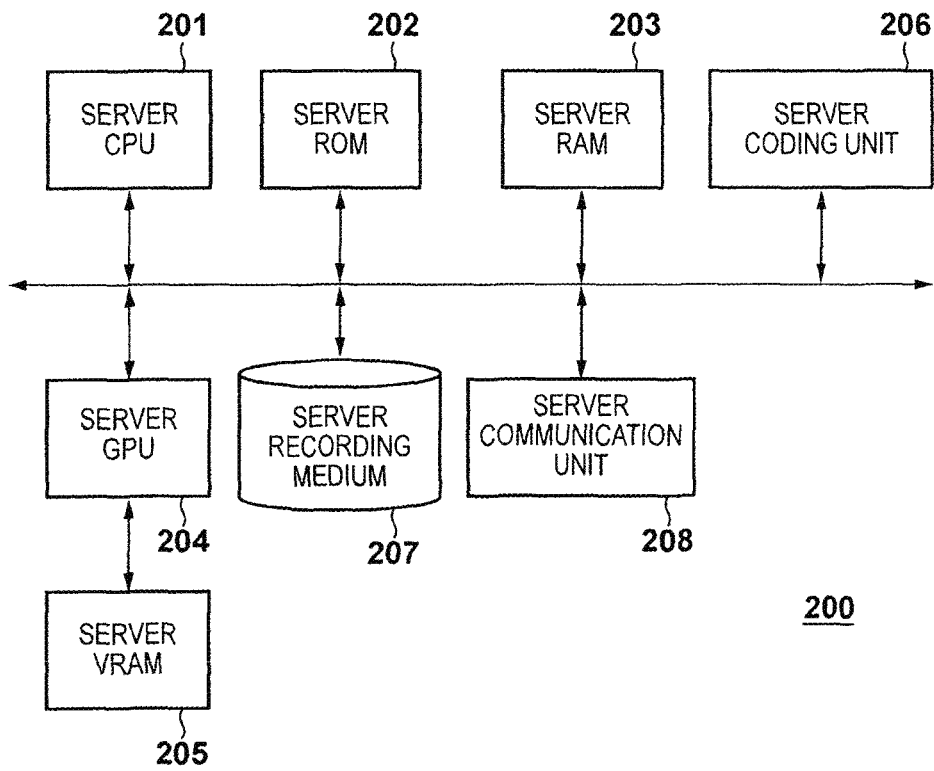 201
202
203
206
SERVER
CPU
SERVER
ROM
SERVER
RAM
SERVER
CODING UNIT
SERVER
GPU
SERVER
RECORDING
MEDIUM
SERVER
COMMUNICATION
UNIT
204
207
208
SERVER
VRAM
200
205